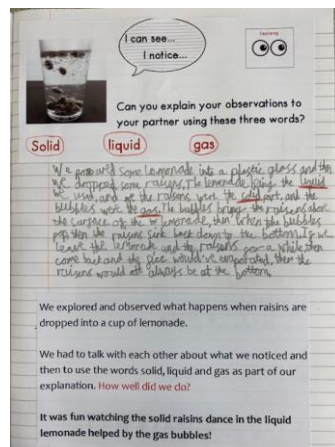 I can see...
I notice...
Exploring
Can you explain your observations to
your partner using these three words?
Solid liquid gas
We poured some lemonade into a plastic glass and then
we dropped some raisins. The lemonade being the liquid
we used, and the raisins were the solid part, and the
bubbles were the gas. The bubbles bring the raisins above
the surface of the lemonade, then when the bubbles
pop then the raisins sink back down to the bottom. If we
leave the lemonade and the raisins for a while then
come back and the would've evaporated, then the
raisins would always be at the bottom.
We explored and observed what happens when raisins are
dropped into a cup of lemonade.
We had to talk with each other about what we noticed and
then to use the words solid, liquid and gas as part of our
explanation. How well did we do?
It was fun watching the solid raisins dance in the liquid
lemonade helped by the gas bubbles!